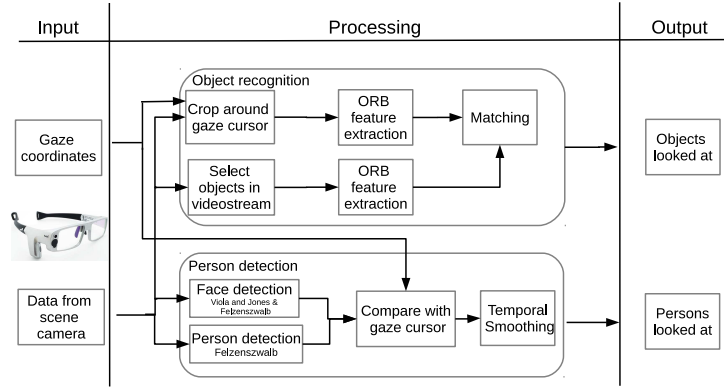 Input
Processing
Output
Object recognition
Crop around
gaze cursor
ORB
feature
extraction
Matching
Gaze
coordinates
Select
objects in
videostream
ORB
feature
extraction
Objects
looked at
Person detection
Face detection
Viola and Jones &
Felzenszwalb
Data from
scene
camera
Person detection
Felzenszwalb
Compare with
gaze cursor
Temporal
Smoothing
Persons
looked at